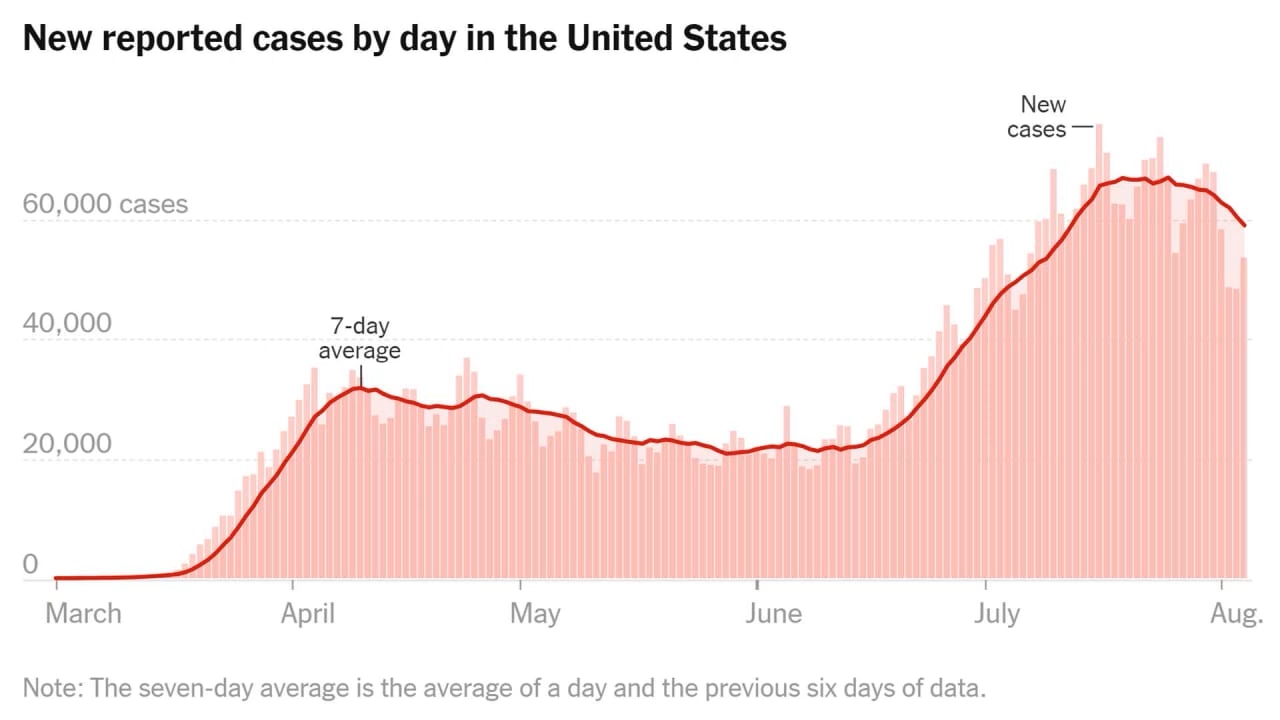 New reported cases by day in the United States
New
cases
60,000 cases
7-day
average
40,000
20,000
0
March April May June July Aug.
Note: The seven-day average is the average of a day and the previous six days of data.